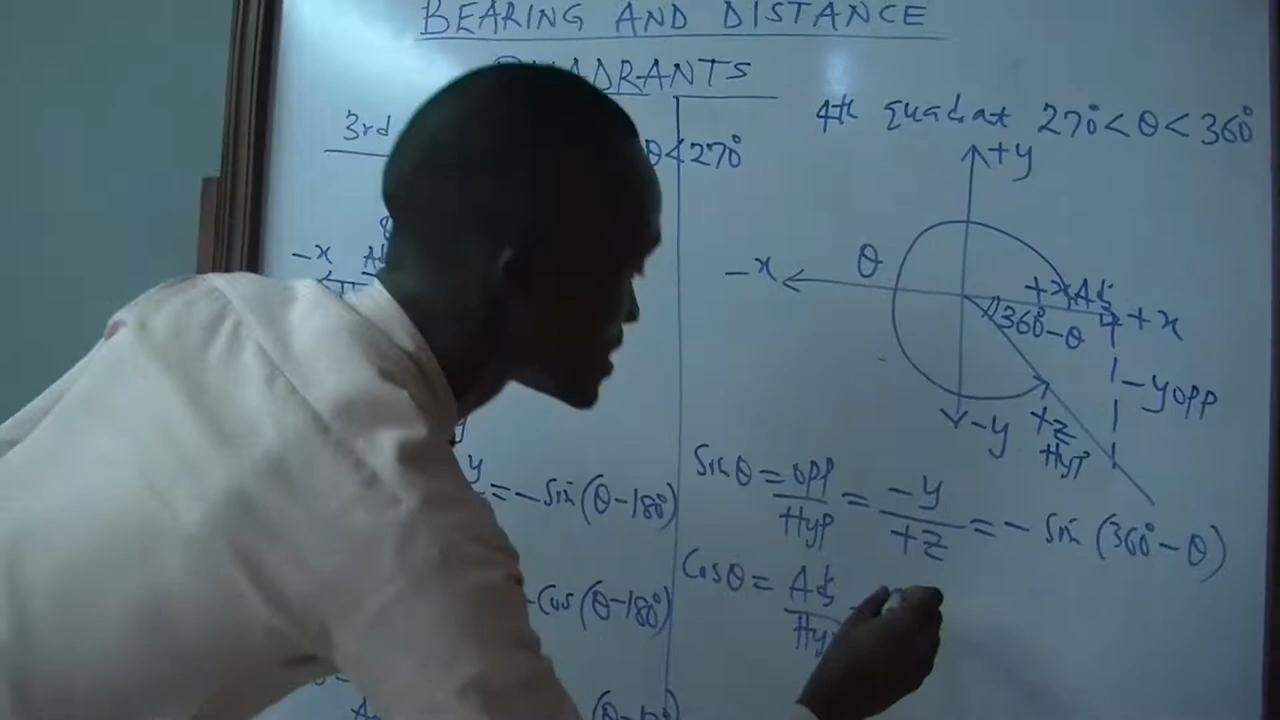 BEARING AND DISTANCE
QUADRANTS
3rd
θ<270°
-x
y = -Sin(θ-180°)
-Cos(θ-180°)
4th quadrat 270°<θ<360°
+y
θ
-x
+x Adj
360°-θ
+x
-y opp
-y
+z
Hyp
Sinθ = opp/Hyp = -y/+z = - Sin (360° - θ)
Cosθ = Adj/Hyp